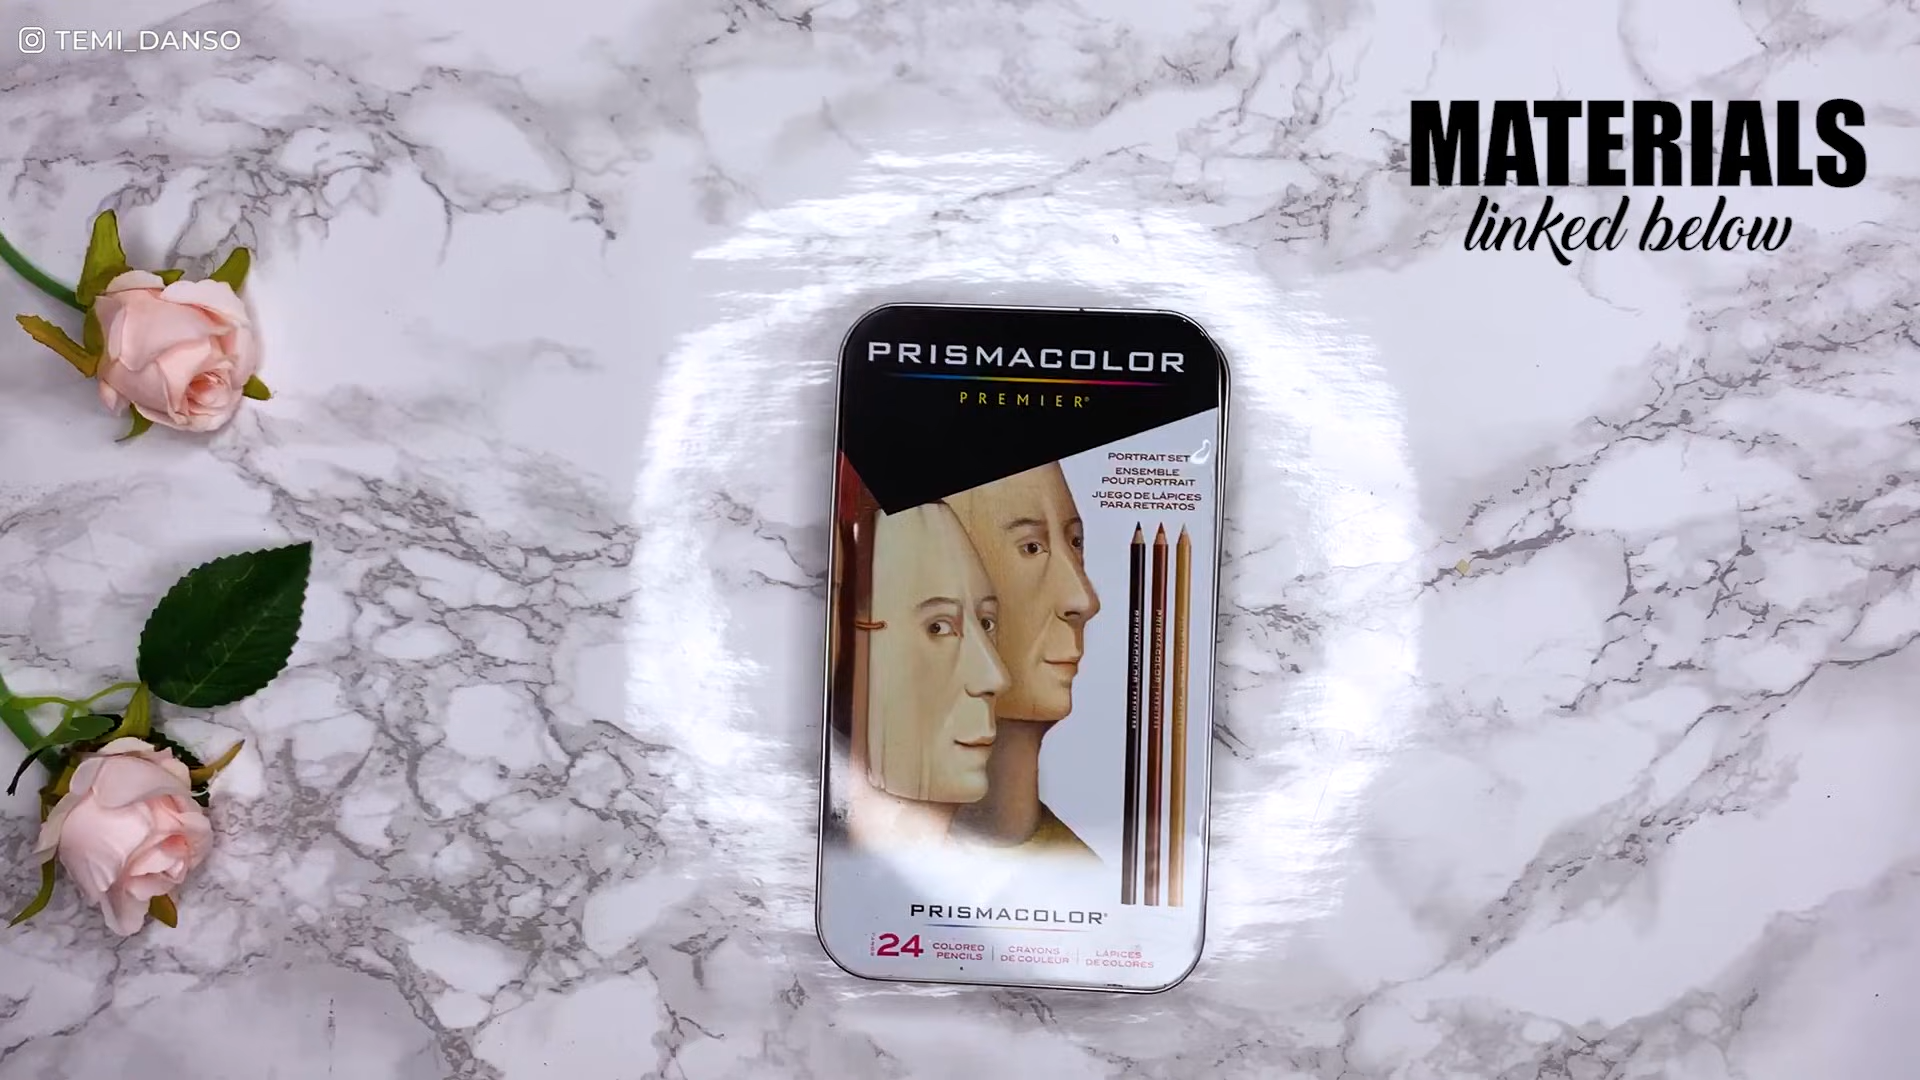 TEMI_DANSO
MATERIALS
linked below
PRISMACOLOR
PREMIER®
PORTRAIT SET
ENSEMBLE
POUR PORTRAIT
JUEGO DE LÁPICES
PARA RETRATOS
PRISMACOLOR®
24 COLORED PENCILS | CRAYONS DE COULEUR | LÁPICES DE COLORES